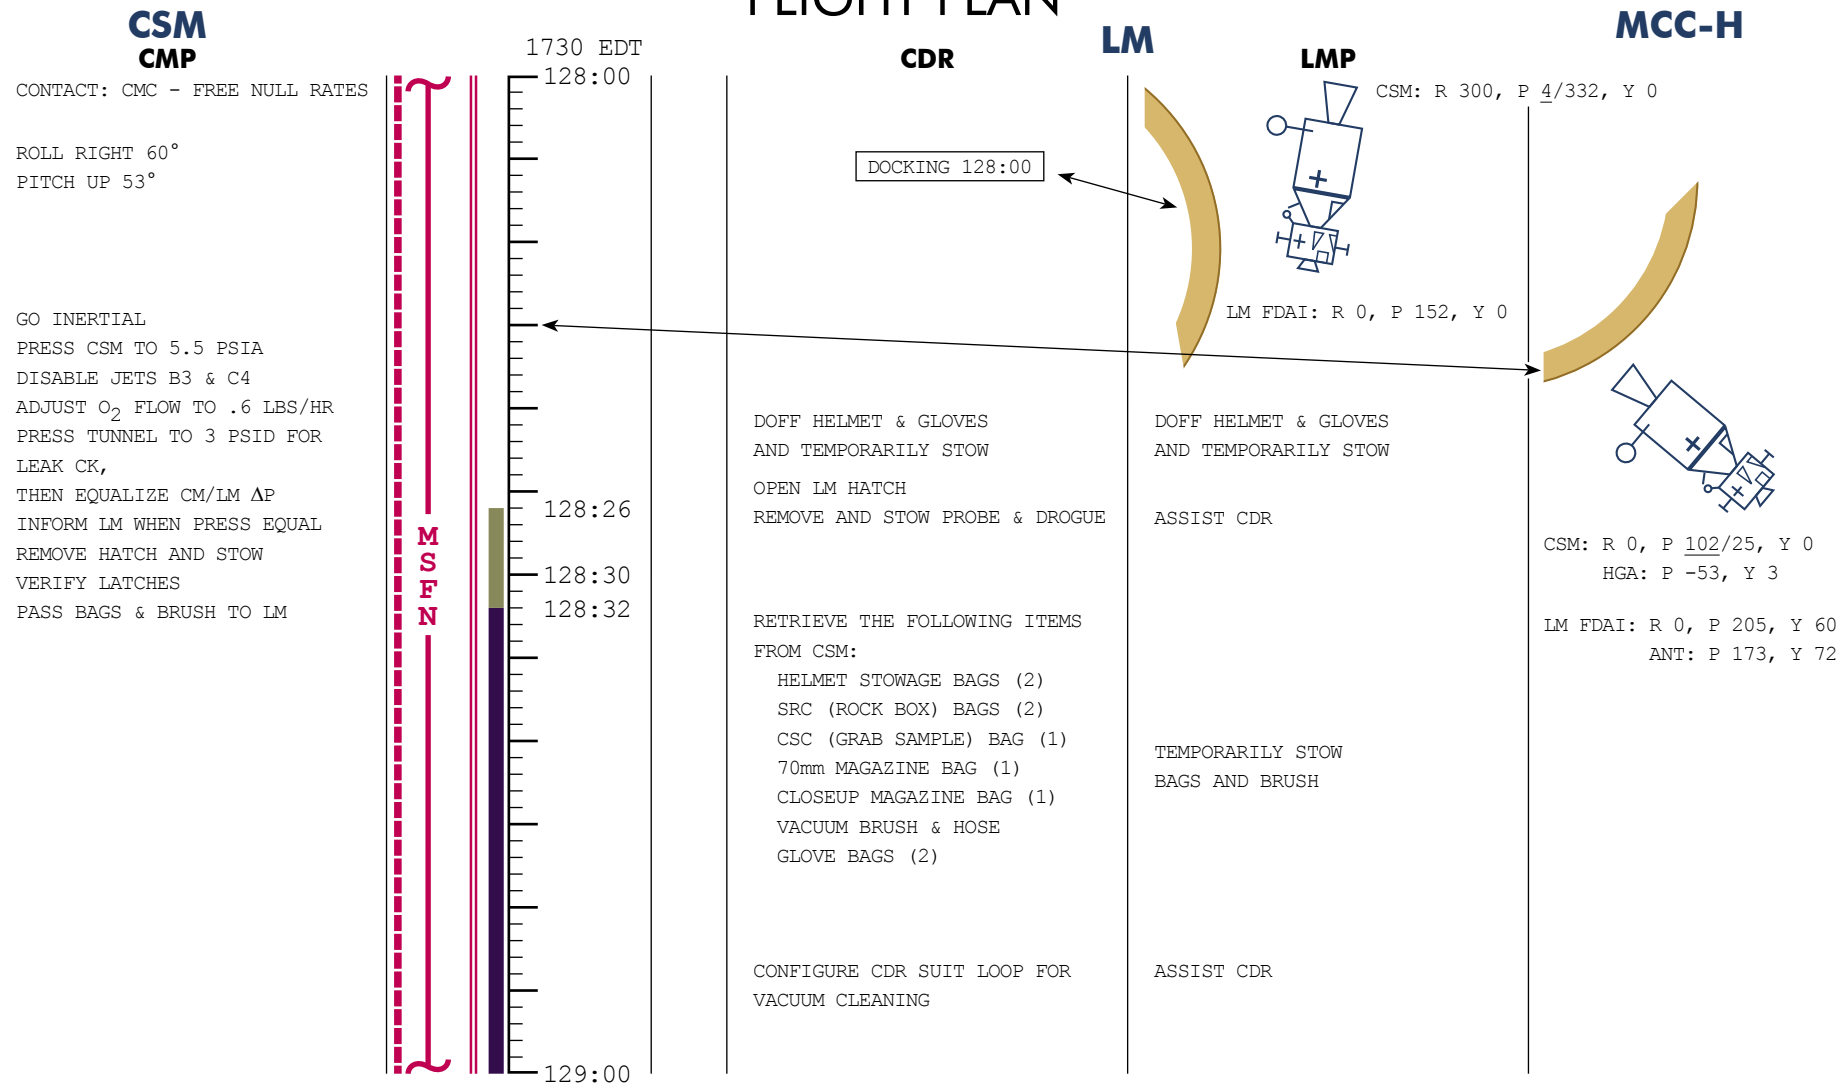 FLIGHT PLAN
CSM
CMP
CONTACT: CMC - FREE NULL RATES
ROLL RIGHT 60°
PITCH UP 53°
GO INERTIAL
PRESS CSM TO 5.5 PSIA
DISABLE JETS B3 & C4
ADJUST O2 FLOW TO .6 LBS/HR
PRESS TUNNEL TO 3 PSID FOR
LEAK CK,
THEN EQUALIZE CM/LM ΔP
INFORM LM WHEN PRESS EQUAL
REMOVE HATCH AND STOW
VERIFY LATCHES
PASS BAGS & BRUSH TO LM
MSFN
1730 EDT
128:00
128:26
128:30
128:32
129:00
LM
CDR
DOCKING 128:00
DOFF HELMET & GLOVES
AND TEMPORARILY STOW
OPEN LM HATCH
REMOVE AND STOW PROBE & DROGUE
RETRIEVE THE FOLLOWING ITEMS
FROM CSM:
HELMET STOWAGE BAGS (2)
SRC (ROCK BOX) BAGS (2)
CSC (GRAB SAMPLE) BAG (1)
70mm MAGAZINE BAG (1)
CLOSEUP MAGAZINE BAG (1)
VACUUM BRUSH & HOSE
GLOVE BAGS (2)
CONFIGURE CDR SUIT LOOP FOR
VACUUM CLEANING
LMP
CSM: R 300, P 4/332, Y 0
LM FDAI: R 0, P 152, Y 0
DOFF HELMET & GLOVES
AND TEMPORARILY STOW
ASSIST CDR
TEMPORARILY STOW
BAGS AND BRUSH
ASSIST CDR
MCC-H
CSM: R 0, P 102/25, Y 0
HGA: P -53, Y 3
LM FDAI: R 0, P 205, Y 60
ANT: P 173, Y 72